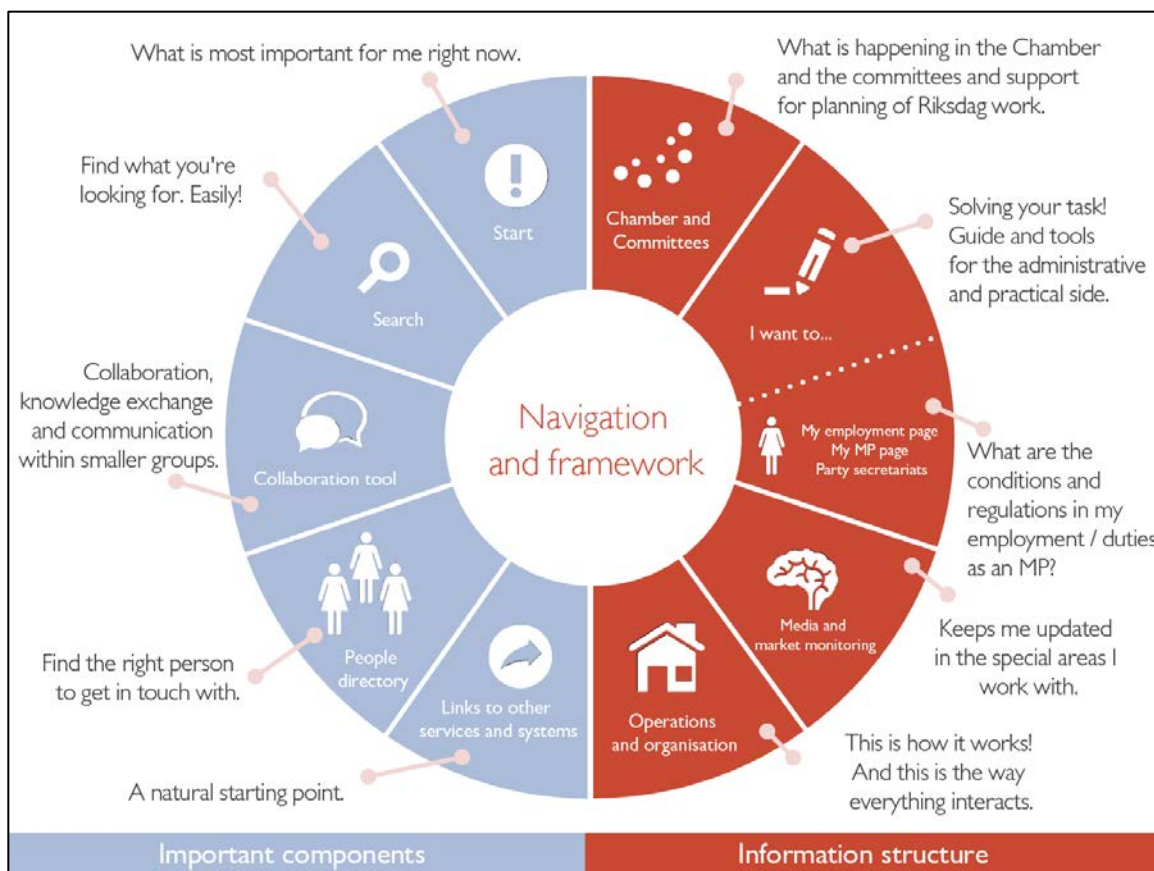 What is most important for me right now.
What is happening in the Chamber
and the committees and support
for planning of Riksdag work.
Find what you're
looking for. Easily!
Start
Chamber and
Committees
Solving your task!
Guide and tools
for the administrative
and practical side.
Search
I want to...
Collaboration,
knowledge exchange
and communication
within smaller groups.
Navigation
and framework
Collaboration tool
My employment page
My MP page
Party secretariats
What are the
conditions and
regulations in my
employment / duties
as an MP?
Find the right person
to get in touch with.
People
directory
Links to other
services and systems
Operations
and organisation
Media and
market monitoring
Keeps me updated
in the special areas I
work with.
A natural starting point.
This is how it works!
And this is the way
everything interacts.
Important components
Information structure